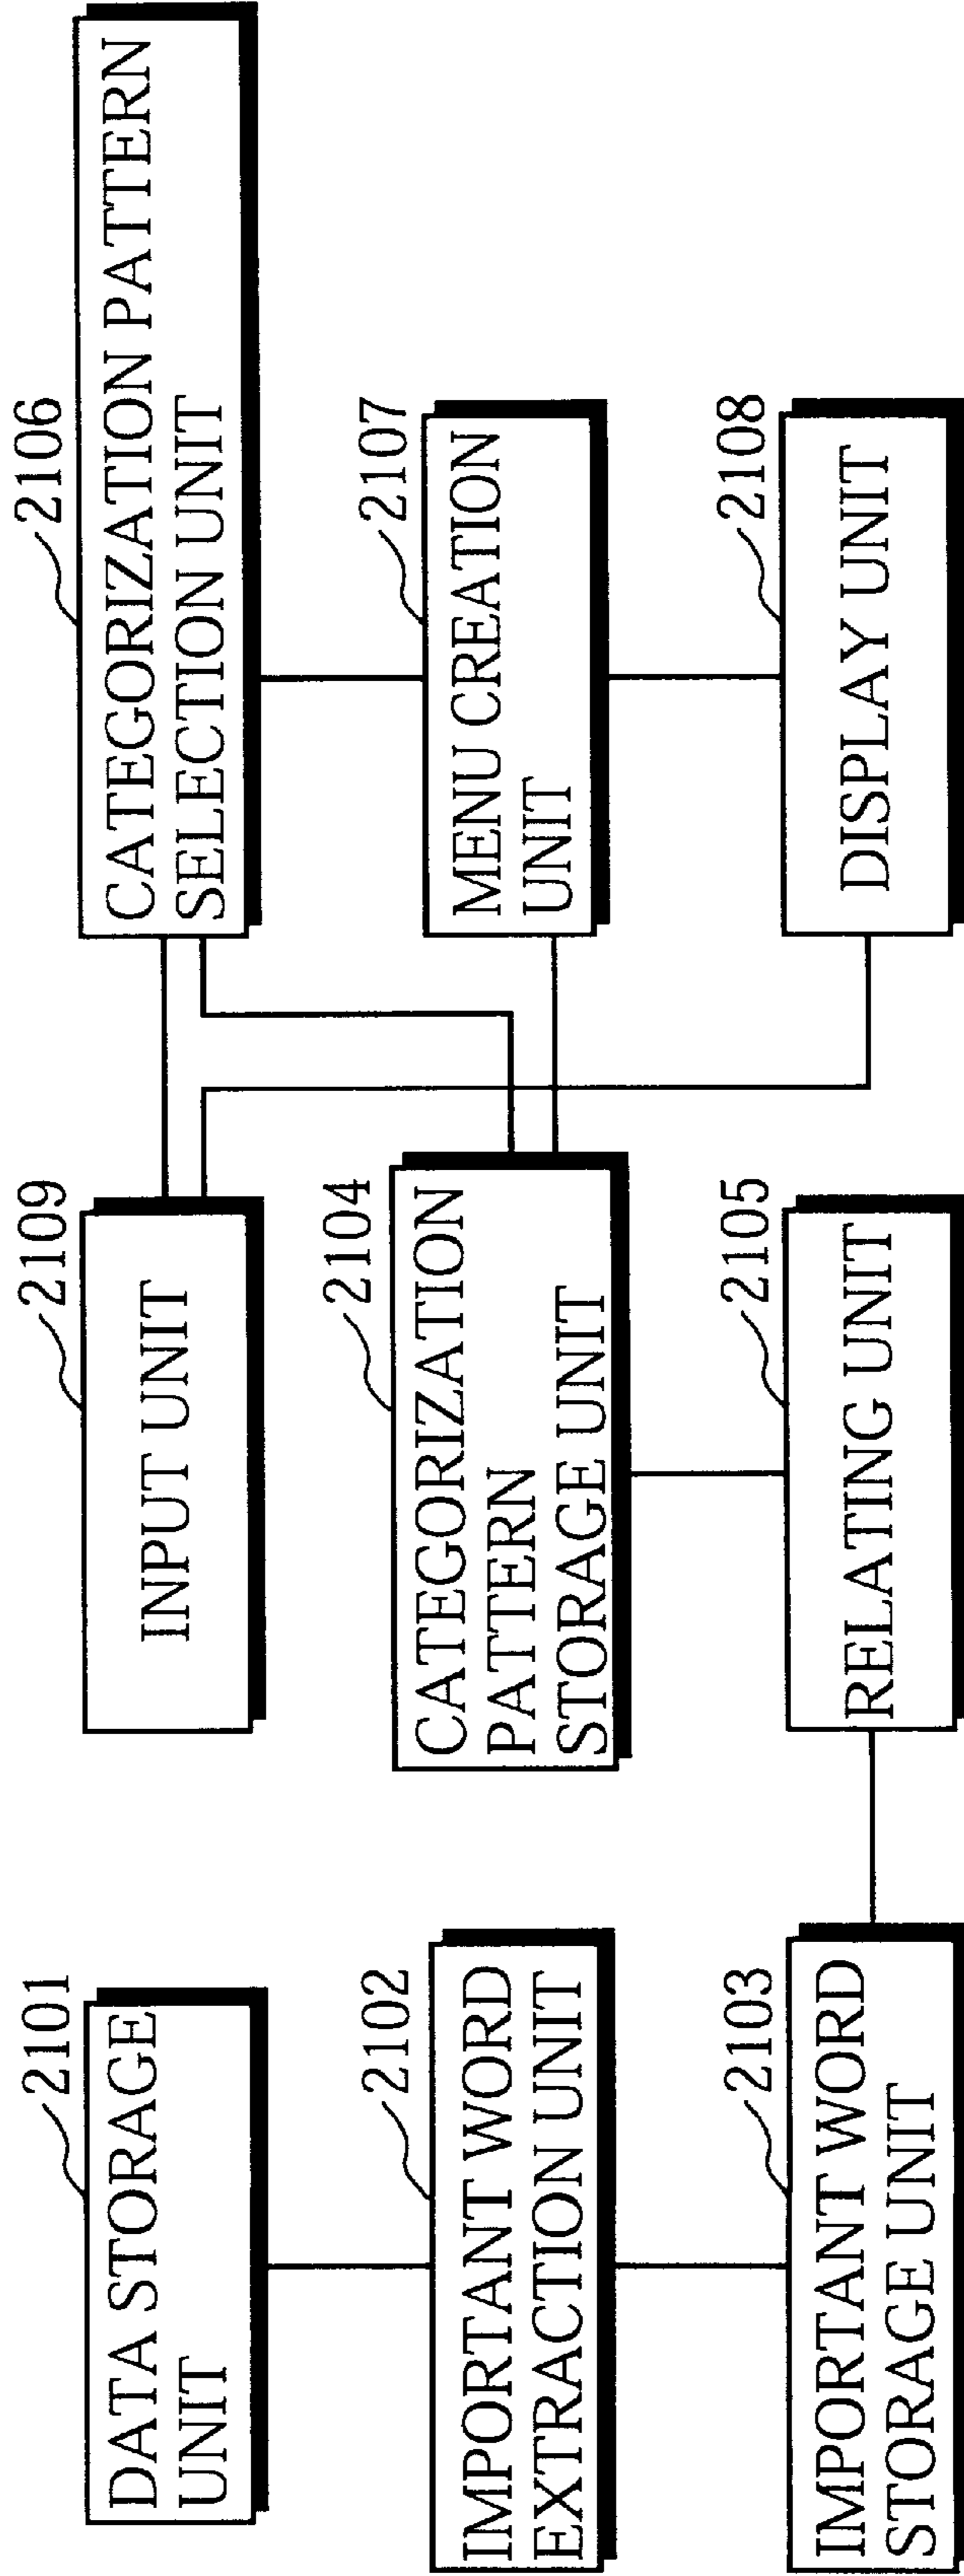 2101
DATA STORAGE
UNIT
2102
IMPORTANT WORD
EXTRACTION UNIT
2103
IMPORTANT WORD
STORAGE UNIT
2109
INPUT UNIT
2104
CATEGORIZATION
PATTERN
STORAGE UNIT
2105
RELATING UNIT
2106
CATEGORIZATION PATTERN
SELECTION UNIT
2107
MENU CREATION
UNIT
2108
DISPLAY UNIT